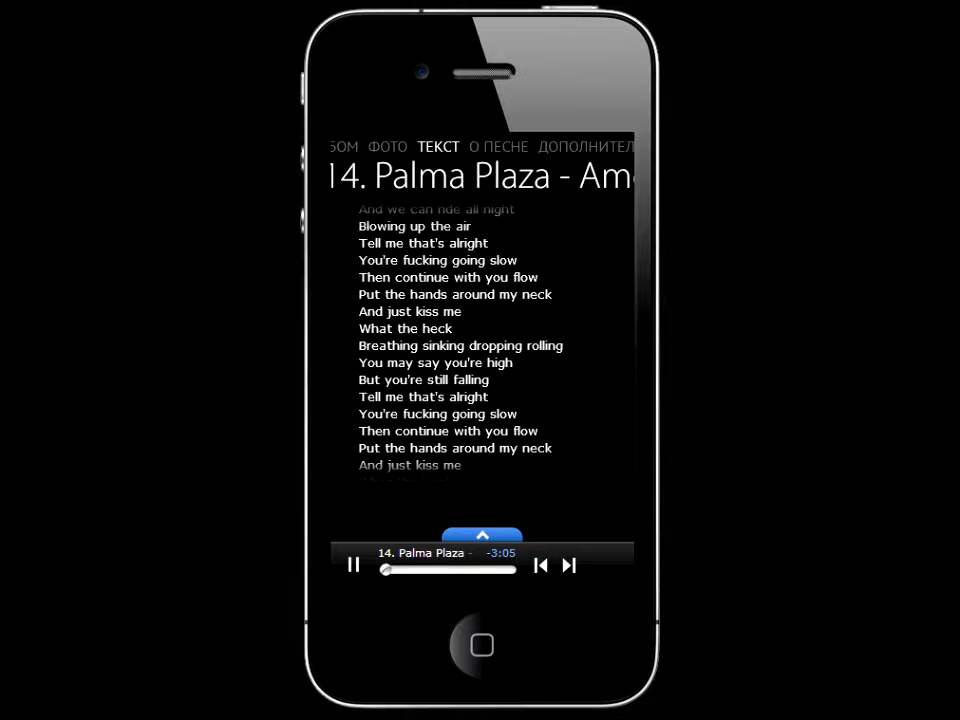 БОМ ФОТО ТЕКСТ О ПЕСНЕ ДОПОЛНИТЕЛ
14. Palma Plaza - Am
And we can ride all night
Blowing up the air
Tell me that's alright
You're fucking going slow
Then continue with you flow
Put the hands around my neck
And just kiss me
What the heck
Breathing sinking dropping rolling
You may say you're high
But you're still falling
Tell me that's alright
You're fucking going slow
Then continue with you flow
Put the hands around my neck
And just kiss me
14. Palma Plaza - -3:05